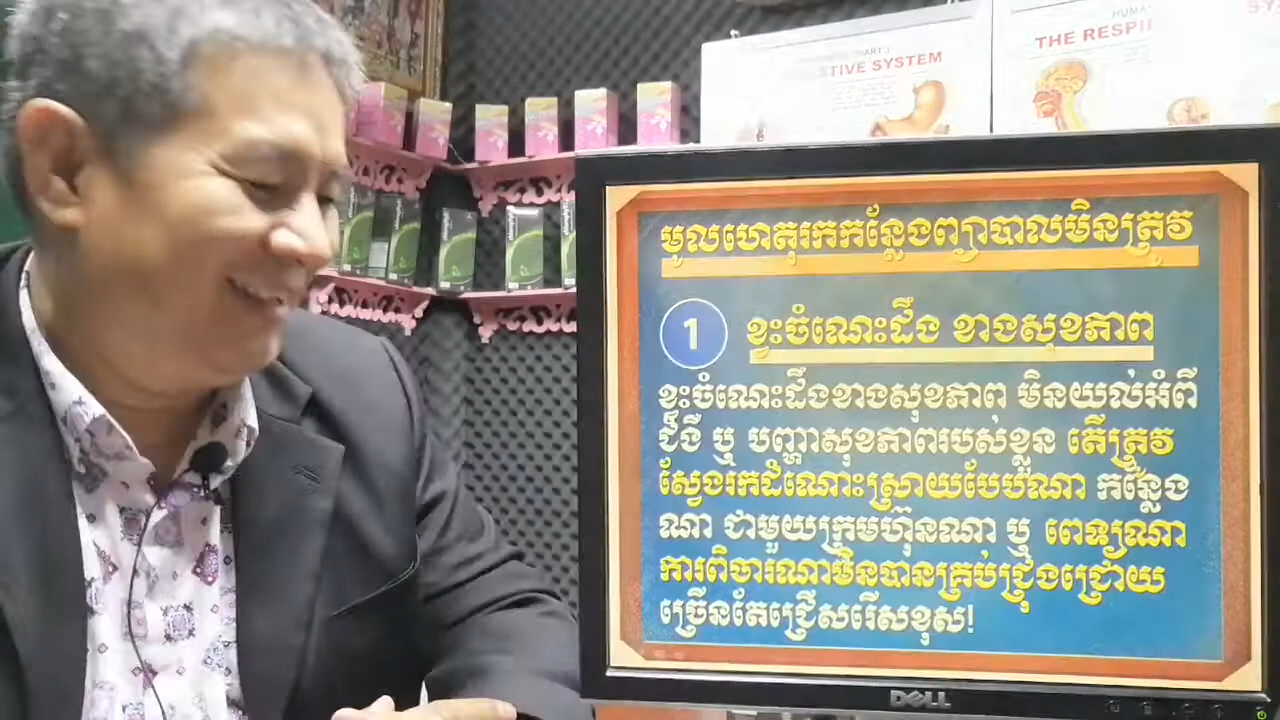 ART 3
TIVE SYSTEM
HUMA
THE RESPI
SY
មូលហេតុរកកន្លែងព្យាបាលមិនត្រូវ
1 ខ្វះចំណេះដឹង ខាងសុខភាព
ខ្វះចំណេះដឹងខាងសុខភាព មិនយល់អំពី
ជំងឺ ឬ បញ្ហាសុខភាពរបស់ខ្លួន តើត្រូវ
ស្វែងរកដំណោះស្រាយបែបណា កន្លែង
ណា ជាមួយក្រុមហ៊ុនណា ឬ ពេទ្យណា
ការពិចារណាមិនបានគ្រប់ជ្រុងជ្រោយ
ច្រើនតែជ្រើសរើសខុស!
DELL